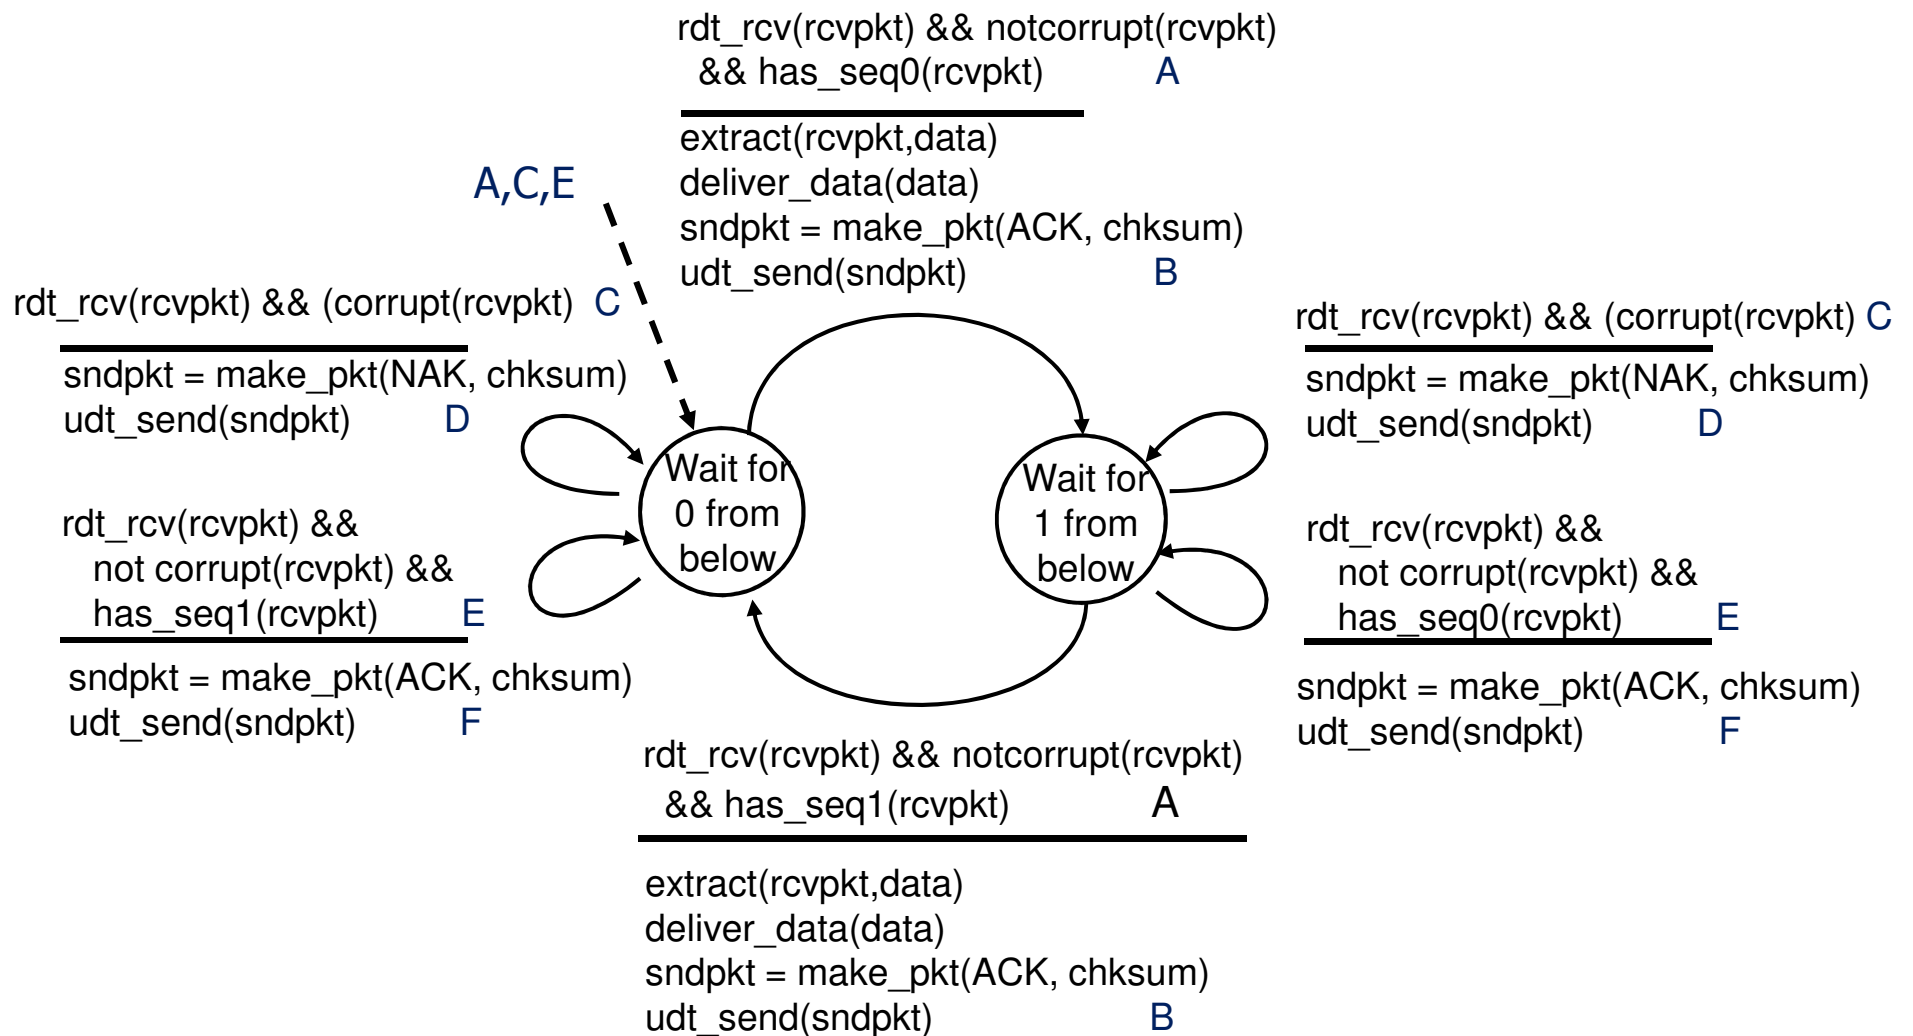 rdt_rcv(rcvpkt) && notcorrupt(rcvpkt)
&& has_seq0(rcvpkt) A
extract(rcvpkt,data)
deliver_data(data)
sndpkt = make_pkt(ACK, chksum)
udt_send(sndpkt) B
A,C,E
rdt_rcv(rcvpkt) && (corrupt(rcvpkt) C
sndpkt = make_pkt(NAK, chksum)
udt_send(sndpkt) D
rdt_rcv(rcvpkt) &&
not corrupt(rcvpkt) &&
has_seq1(rcvpkt) E
sndpkt = make_pkt(ACK, chksum)
udt_send(sndpkt) F
Wait for
0 from
below
Wait for
1 from
below
rdt_rcv(rcvpkt) && (corrupt(rcvpkt) C
sndpkt = make_pkt(NAK, chksum)
udt_send(sndpkt) D
rdt_rcv(rcvpkt) &&
not corrupt(rcvpkt) &&
has_seq0(rcvpkt) E
sndpkt = make_pkt(ACK, chksum)
udt_send(sndpkt) F
rdt_rcv(rcvpkt) && notcorrupt(rcvpkt)
&& has_seq1(rcvpkt) A
extract(rcvpkt,data)
deliver_data(data)
sndpkt = make_pkt(ACK, chksum)
udt_send(sndpkt) B